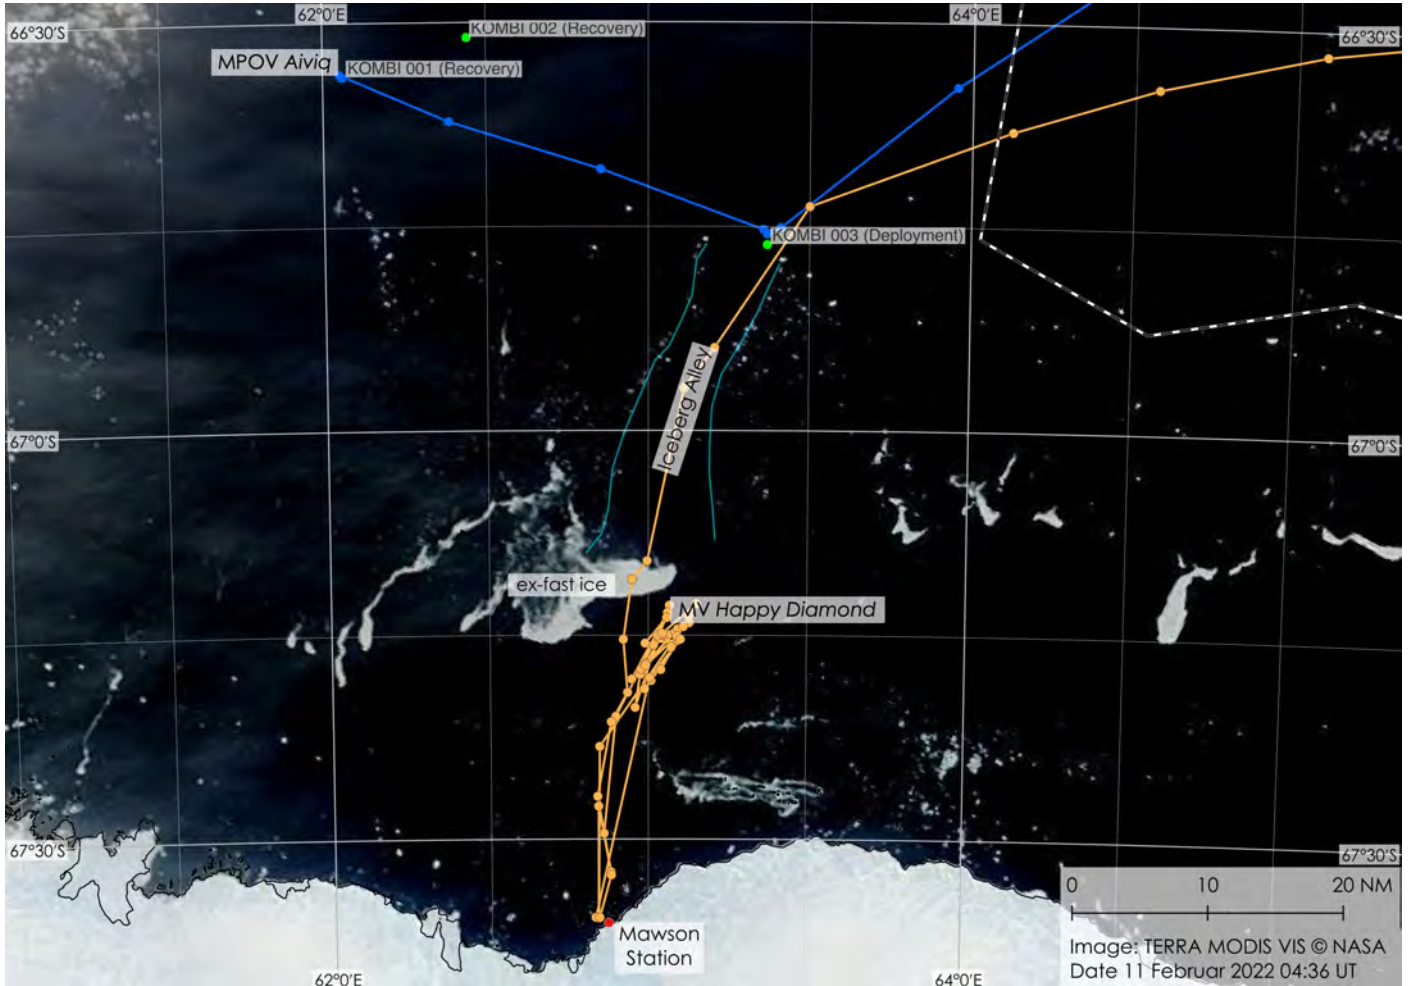 62°0'E
64°0'E
66°30'S
KOMBI 002 (Recovery)
66°30'S
MPOV Aiviq
KOMBI 001 (Recovery)
KOMBI 003 (Deployment)
Iceberg Alley
67°0'S
67°0'S
ex-fast ice
MV Happy Diamond
67°30'S
67°30'S
0 10 20 NM
Mawson
Station
Image: TERRA MODIS VIS © NASA
Date 11 Februar 2022 04:36 UT
62°0'E
64°0'E